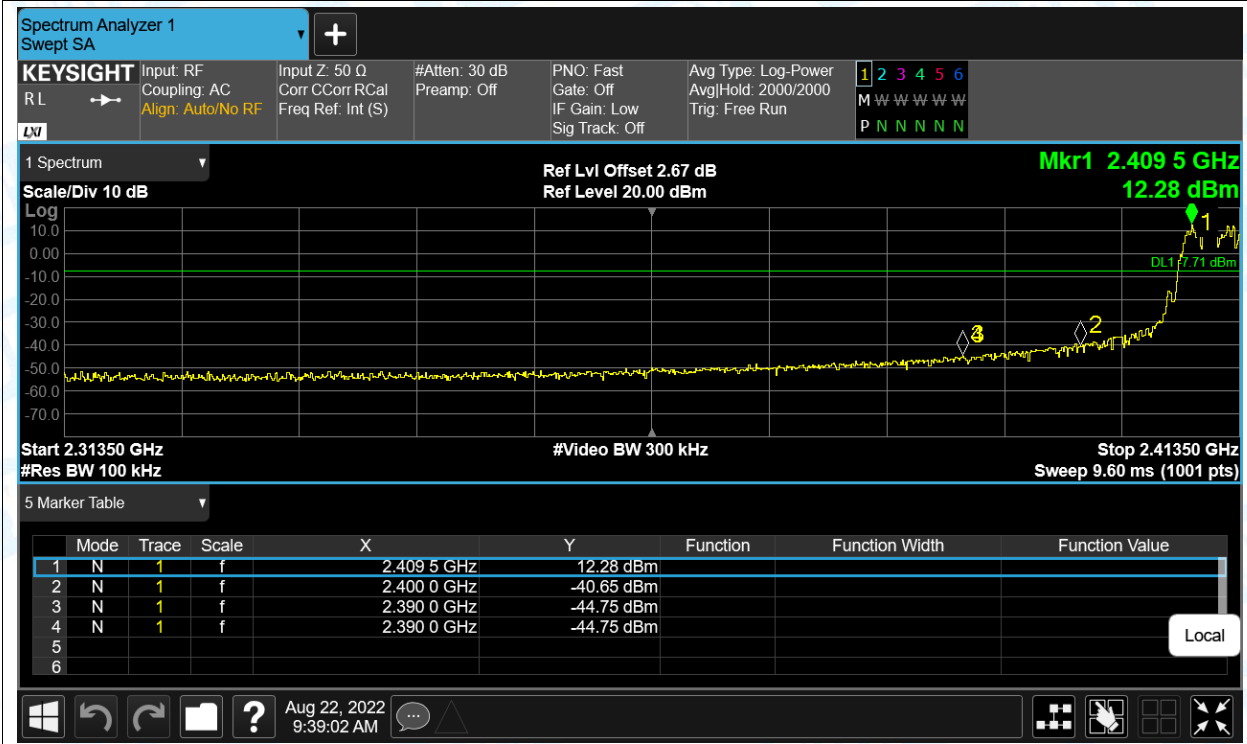 Spectrum Analyzer 1
Swept SA
+
KEYSIGHT Input: RF Input Z: 50 Ω #Atten: 30 dB PNO: Fast Avg Type: Log-Power 1 2 3 4 5 6
R L Coupling: AC Corr CCorr RCal Preamp: Off Gate: Off Avg|Hold: 2000/2000 M W W W W W
Align: Auto/No RF Freq Ref: Int (S) IF Gain: Low Trig: Free Run
LXI Sig Track: Off P N N N N N
1 Spectrum
Ref Lvl Offset 2.67 dB Mkr1 2.409 5 GHz
Scale/Div 10 dB Ref Level 20.00 dBm 12.28 dBm
Log
1
10.0
0.00
DL1 -7.71 dBm
-10.0
-20.0
-30.0
2
-40.0
-50.0
-60.0
-70.0
Start 2.31350 GHz #Video BW 300 kHz Stop 2.41350 GHz
#Res BW 100 kHz Sweep 9.60 ms (1001 pts)
5 Marker Table
Mode Trace Scale X Y Function Function Width Function Value
1 N 1 f 2.409 5 GHz 12.28 dBm
2 N 1 f 2.400 0 GHz -40.65 dBm
3 N 1 f 2.390 0 GHz -44.75 dBm
4 N 1 f 2.390 0 GHz -44.75 dBm
5
6
Local
? Aug 22, 2022
9:39:02 AM